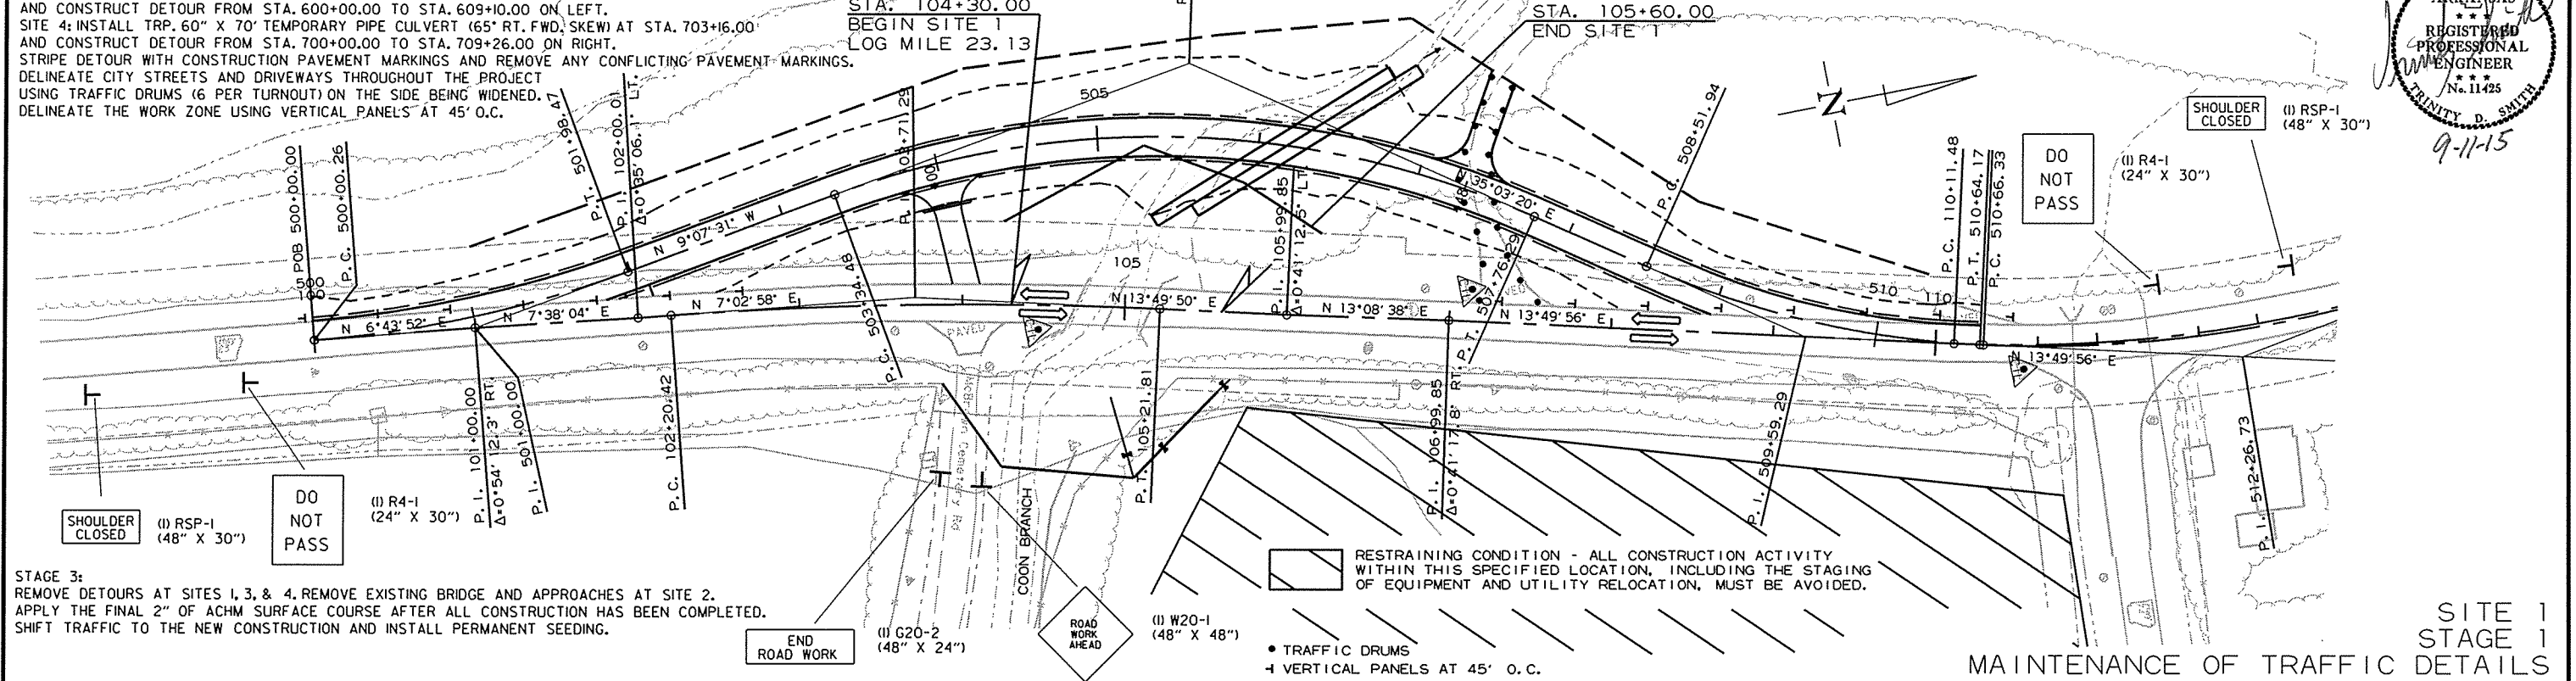 AND CONSTRUCT DETOUR FROM STA. 600+00.00 TO STA. 609+10.00 ON LEFT.
SITE 4: INSTALL TRP. 60" X 70' TEMPORARY PIPE CULVERT (65° RT. FWD. SKEW) AT STA. 703+16.00
AND CONSTRUCT DETOUR FROM STA. 700+00.00 TO STA. 709+26.00 ON RIGHT.
STRIPE DETOUR WITH CONSTRUCTION PAVEMENT MARKINGS AND REMOVE ANY CONFLICTING PAVEMENT MARKINGS.
DELINEATE CITY STREETS AND DRIVEWAYS THROUGHOUT THE PROJECT
USING TRAFFIC DRUMS (6 PER TURNOUT) ON THE SIDE BEING WIDENED.
DELINEATE THE WORK ZONE USING VERTICAL PANELS AT 45' O.C.
STA. 104+30.00
BEGIN SITE 1
LOG MILE 23.13
STA. 105+60.00
END SITE 1
REGISTERED
PROFESSIONAL
ENGINEER
No. 11425
TRINITY D. SMITH
9-11-15
SHOULDER
CLOSED
(1) RSP-1
(48" X 30")
DO
NOT
PASS
(1) R4-1
(24" X 30")
POB 500+00.00
P.C. 500+00.26
P.T. 501+98.47
P.I. 102+00.0
Δ=0°35'06.1" LT.
505
N
P.C. 508+51.94
P.C. 110+11.48
P.T. 510+64.17
P.C. 510+66.33
N 9°07'31" W
N 35°03'20" E
P.I. 105+99.85
Δ=0°41'12.5" LT.
P.C. 503+34.48
P.T. 507+76.29
500
105
510
110
N 6°43'52" E
N 7°38'04" E
N 7°02'58" E
N 13°49'50" E
N 13°08'38" E
N 13°49'56" E
N 13°49'56" E
PAVED
P.I. 101+00.00
Δ=0°54'12.3" RT.
P.I. 501+00.00
P.C. 102+20.42
P.T. 105+21.81
P.I. 106+99.85
Δ=0°41'17.8" RT.
P.I. 509+59.29
P.I. 512+26.73
Cemetery Rd
COON BRANCH
SHOULDER
CLOSED
(1) RSP-1
(48" X 30")
DO
NOT
PASS
(1) R4-1
(24" X 30")
STAGE 3:
REMOVE DETOURS AT SITES 1, 3, & 4. REMOVE EXISTING BRIDGE AND APPROACHES AT SITE 2.
APPLY THE FINAL 2" OF ACHM SURFACE COURSE AFTER ALL CONSTRUCTION HAS BEEN COMPLETED.
SHIFT TRAFFIC TO THE NEW CONSTRUCTION AND INSTALL PERMANENT SEEDING.
END
ROAD WORK
(1) G20-2
(48" X 24")
ROAD
WORK
AHEAD
(1) W20-1
(48" X 48")
RESTRAINING CONDITION - ALL CONSTRUCTION ACTIVITY
WITHIN THIS SPECIFIED LOCATION, INCLUDING THE STAGING
OF EQUIPMENT AND UTILITY RELOCATION, MUST BE AVOIDED.
TRAFFIC DRUMS
VERTICAL PANELS AT 45' O.C.
SITE 1
STAGE 1
MAINTENANCE OF TRAFFIC DETAILS